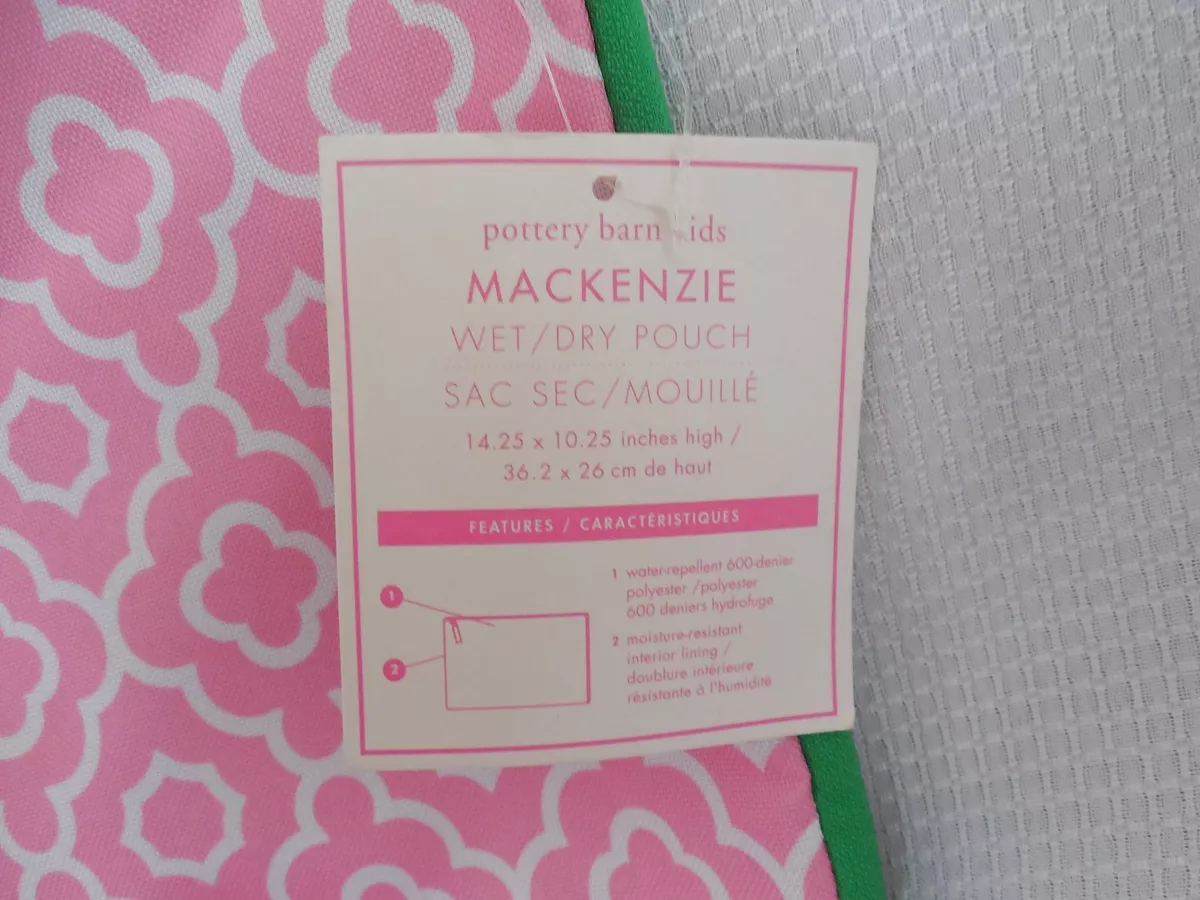 pottery barn ids
MACKENZIE
WET/DRY POUCH
SAC SEC/MOUILLÉ
14.25 x 10.25 inches high /
36.2 x 26 cm de haut
FEATURES / CARACTÉRISTIQUES
1 water-repellent 600-denier
polyester /polyester
600 deniers hydrofuge
2 moisture-resistant
interior lining /
doublure intérieure
résistante à l'humidité
1
2